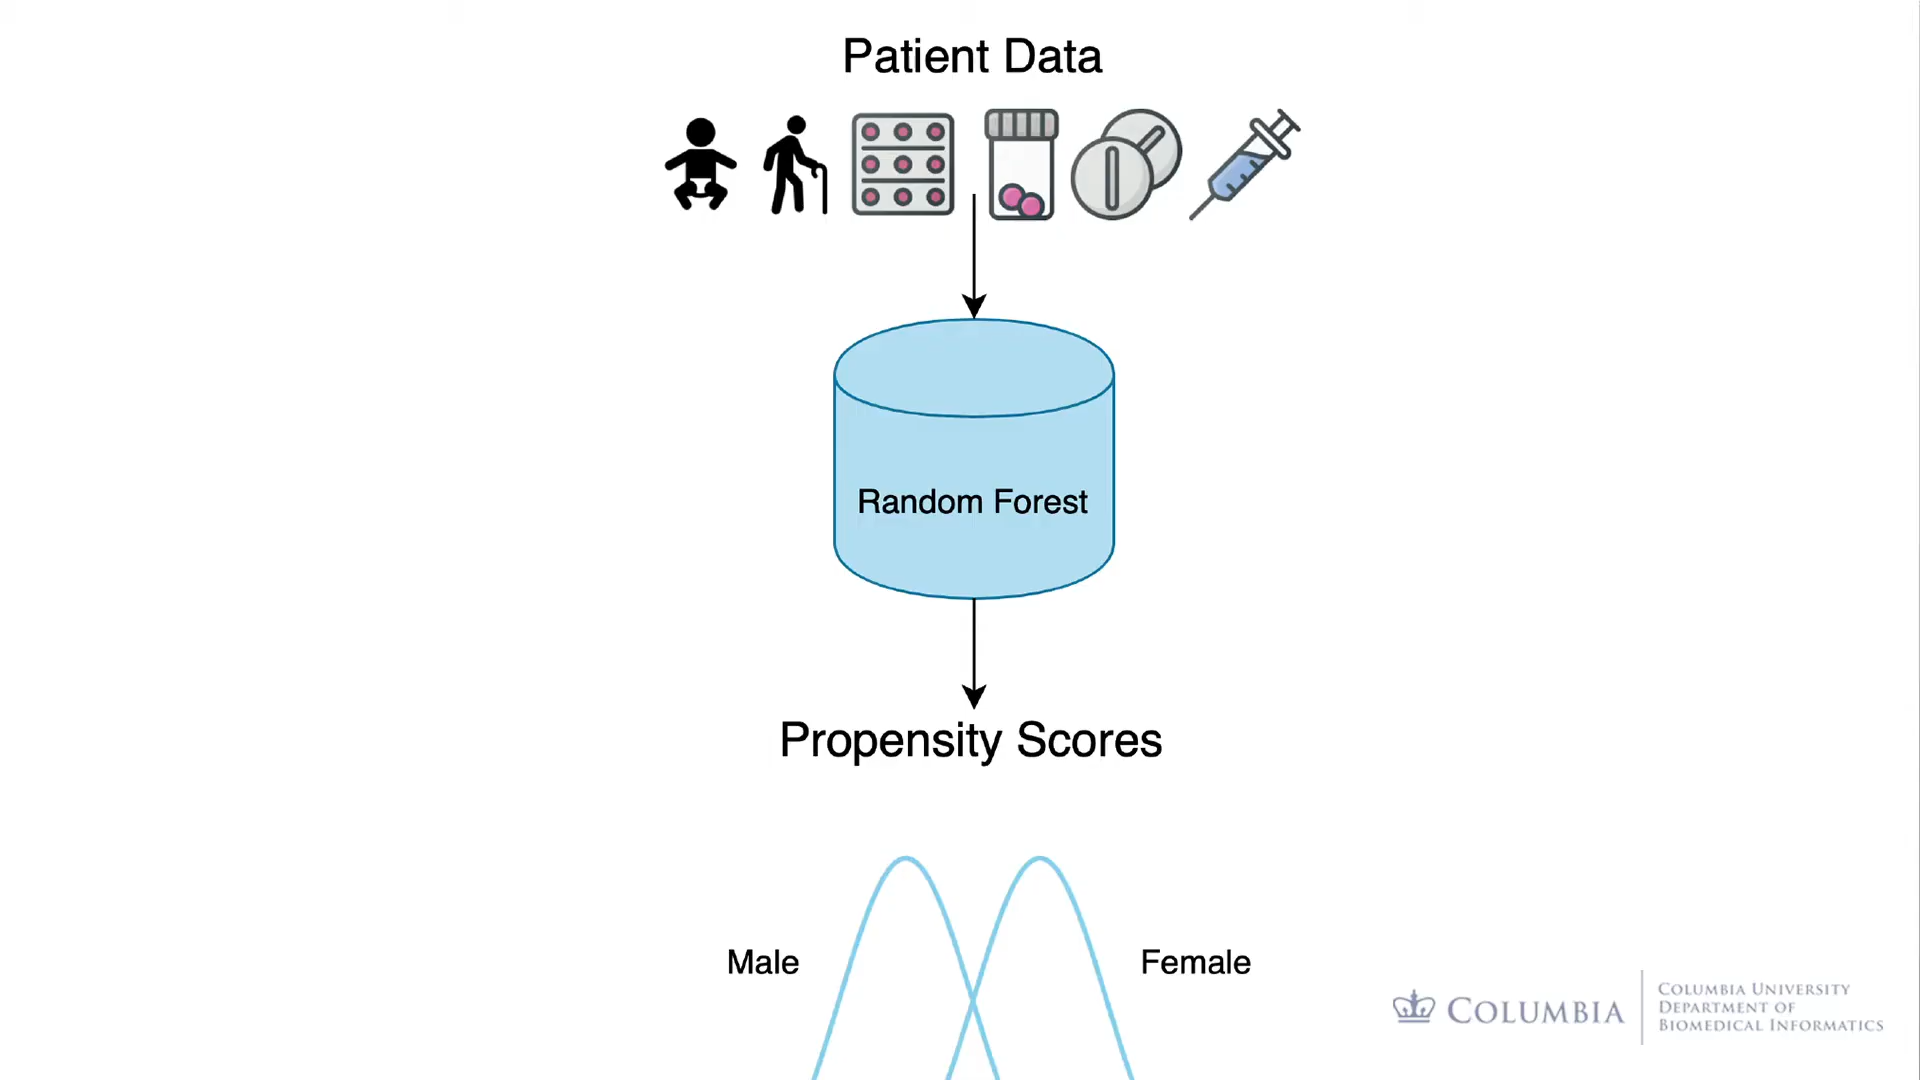 Patient Data
Random Forest
Propensity Scores
Male
Female
COLUMBIA
COLUMBIA UNIVERSITY
DEPARTMENT OF
BIOMEDICAL INFORMATICS